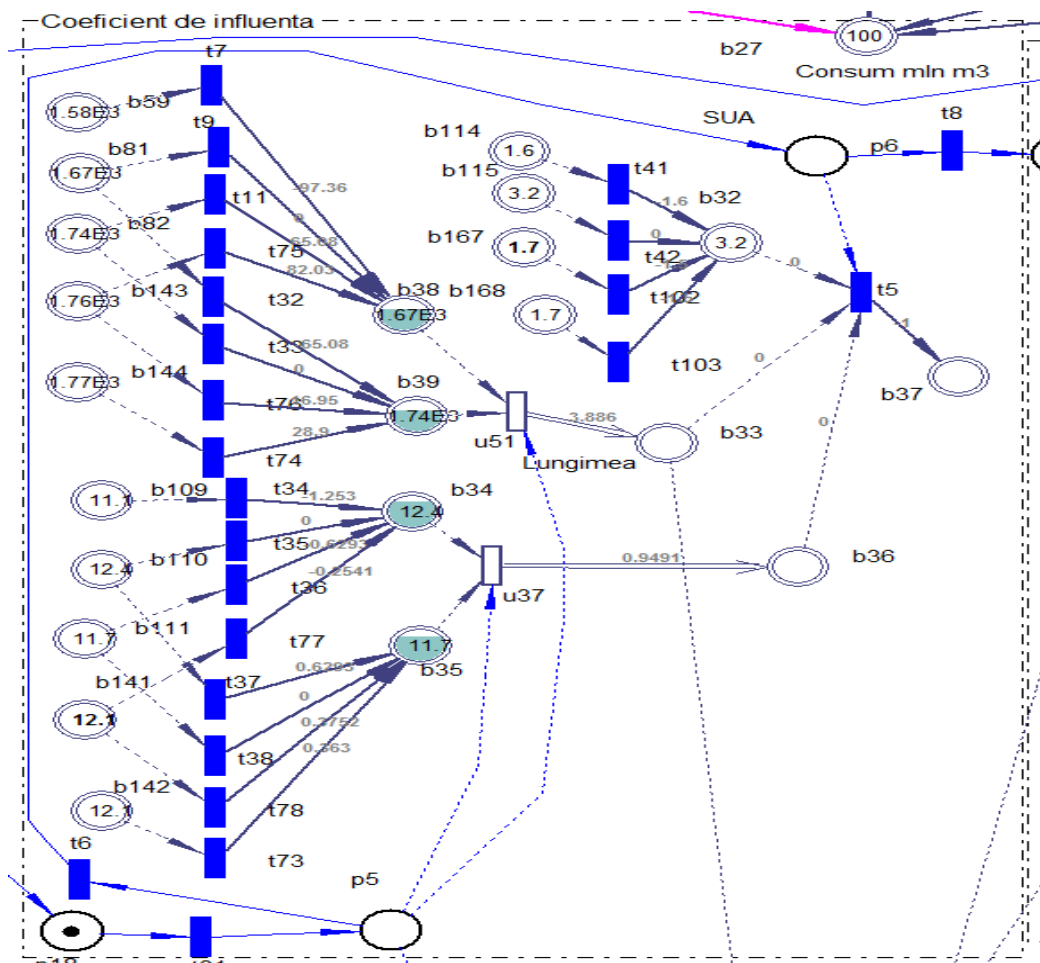 Coeficient de influenta
t7
b27
100
Consum mln m3
1.58E3
b59
t9
SUA
t8
b81
b114
1.6
t41
p6
1.67E3
b115
-97.36
t11
3.2
-1.6
b32
b82
0
1.74E3
b167
1.7
0
t42
3.2
0
t75
65.08
82.03
b143
b38
b168
t5
1.76E3
t32
1.67E3
1.7
t102
-1
t33
65.08
t103
b144
0
b39
0
b37
1.77E3
t76
16.95
1.74E3
3.886
b33
0
28.9
u51
t74
Lungimea
b109
t34
-1.253
b34
11.1
0
12.4
b110
t35
-0.6293
0.9491
b36
12.4
-0.2541
t36
u37
b111
11.7
t77
11.7
b141
0.6293
b35
t37
0
12.1
0.3752
0.363
t38
b142
12.1
t78
t6
t73
p5